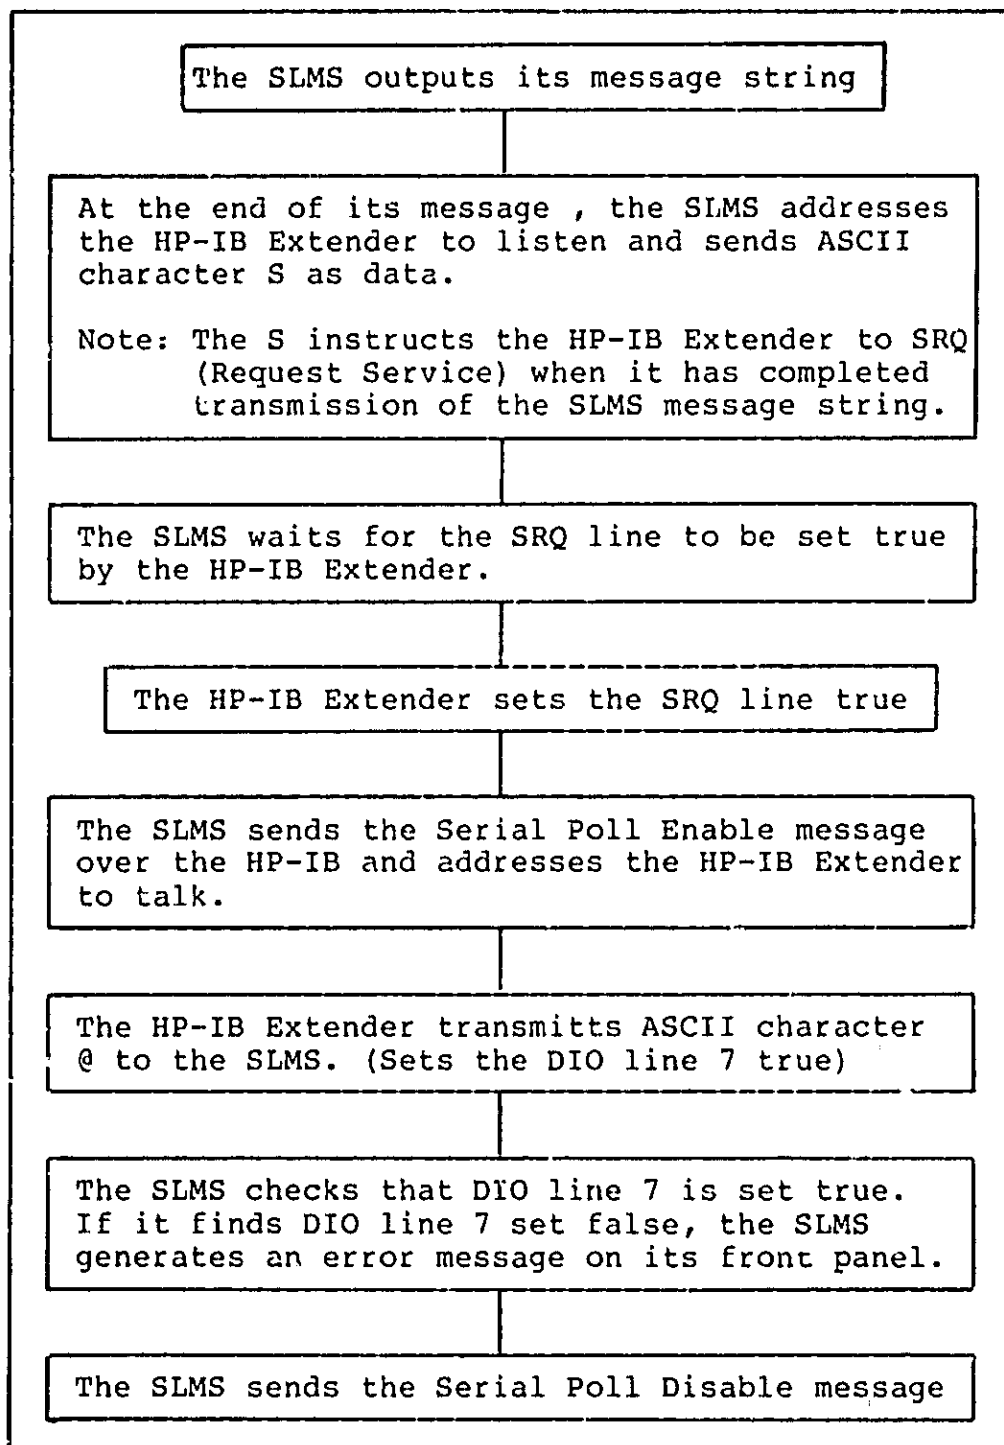 The SLMS outputs its message string
At the end of its message , the SLMS addresses
the HP-IB Extender to listen and sends ASCII
character S as data.
Note: The S instructs the HP-IB Extender to SRQ
(Request Service) when it has completed
transmission of the SLMS message string.
The SLMS waits for the SRQ line to be set true
by the HP-IB Extender.
The HP-IB Extender sets the SRQ line true
The SLMS sends the Serial Poll Enable message
over the HP-IB and addresses the HP-IB Extender
to talk.
The HP-IB Extender transmitts ASCII character
@ to the SLMS. (Sets the DIO line 7 true)
The SLMS checks that DIO line 7 is set true.
If it finds DIO line 7 set false, the SLMS
generates an error message on its front panel.
The SLMS sends the Serial Poll Disable message